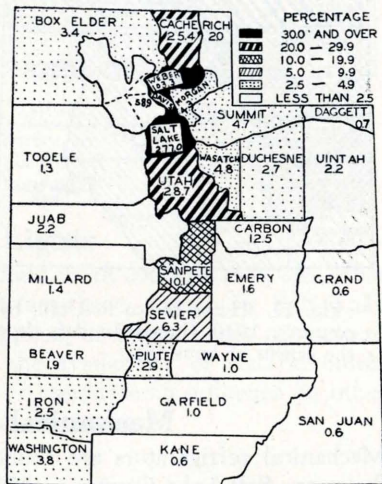 PERCENTAGE
30.0 AND OVER
20.0 - 29.9
10.0 - 19.9
5.0 - 9.9
2.5 - 4.9
LESS THAN 2.5
BOX ELDER
3.4
CACHE
25.4
RICH
2.0
WEBER
MORGAN
SUMMIT
4.7
DAGGETT
0.7
SALT
LAKE
277.0
TOOELE
1.3
WASATCH
4.8
DUCHESNE
2.7
UINTAH
2.2
UTAH
28.7
JUAB
2.2
CARBON
12.5
MILLARD
1.4
SANPETE
10.1
EMERY
1.6
GRAND
0.6
SEVIER
6.3
BEAVER
1.9
PIUTE
2.9
WAYNE
1.0
IRON
2.5
GARFIELD
1.0
SAN JUAN
0.6
WASHINGTON
3.8
KANE
0.6